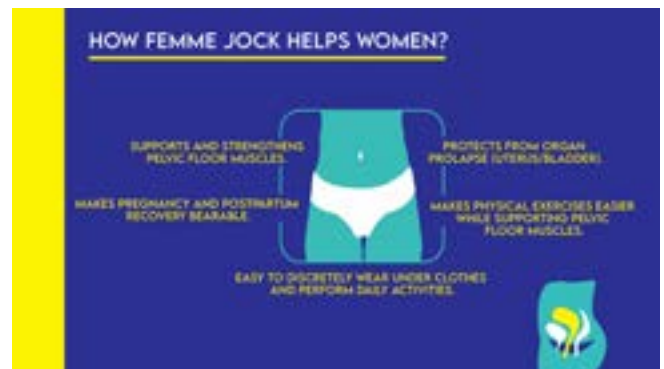 HOW FEMME JOCK HELPS WOMEN?
SUPPORTS AND STRENGTHENS
PELVIC FLOOR MUSCLES.
PROTECTS FROM ORGAN
PROLAPSE (UTERUS/BLADDER)
MAKES PREGNANCY AND POSTPARTUM
RECOVERY BEARABLE.
MAKES PHYSICAL EXERCISES EASIER
WHILE SUPPORTING PELVIC
FLOOR MUSCLES.
EASY TO DISCRETELY WEAR UNDER CLOTHES
AND PERFORM DAILY ACTIVITIES.